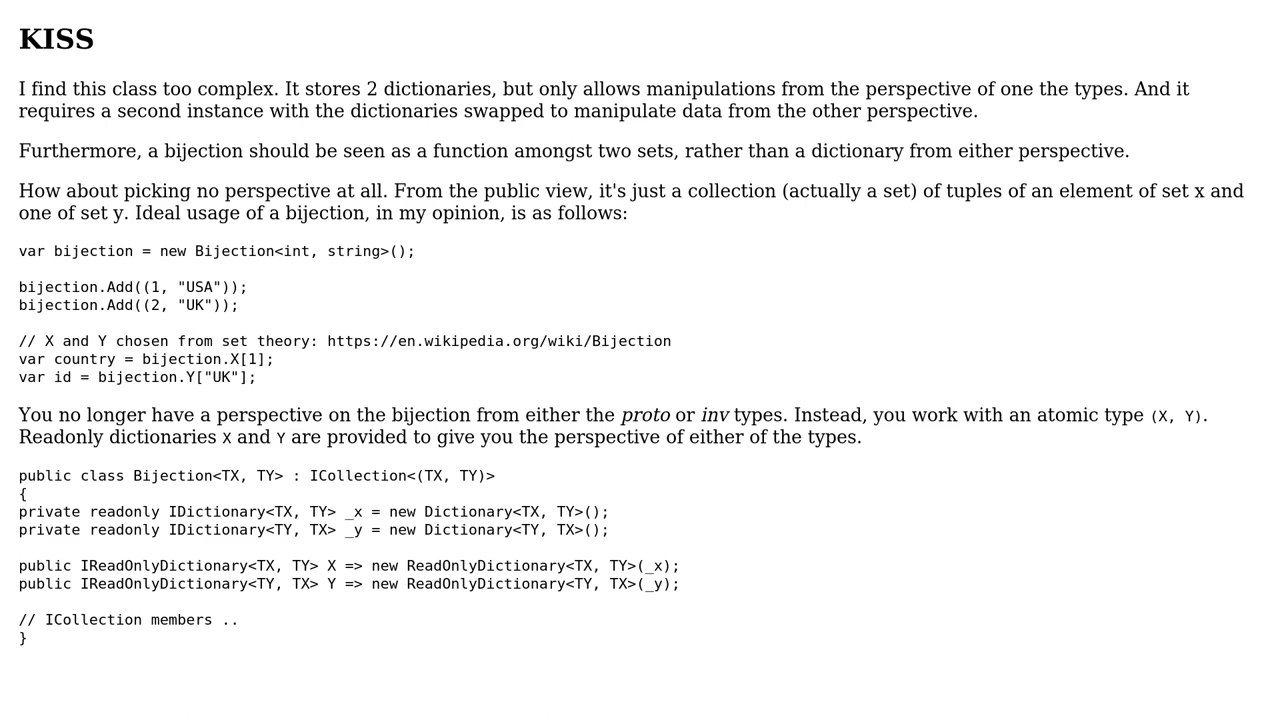 KISS
I find this class too complex. It stores 2 dictionaries, but only allows manipulations from the perspective of one the types. And it
requires a second instance with the dictionaries swapped to manipulate data from the other perspective.
Furthermore, a bijection should be seen as a function amongst two sets, rather than a dictionary from either perspective.
How about picking no perspective at all. From the public view, it's just a collection (actually a set) of tuples of an element of set x and
one of set y. Ideal usage of a bijection, in my opinion, is as follows:
var bijection = new Bijection<int, string>();
bijection.Add((1, "USA"));
bijection.Add((2, "UK"));
// X and Y chosen from set theory: https://en.wikipedia.org/wiki/Bijection
var country = bijection.X[1];
var id = bijection.Y["UK"];
You no longer have a perspective on the bijection from either the proto or inv types. Instead, you work with an atomic type (X, Y).
Readonly dictionaries X and Y are provided to give you the perspective of either of the types.
public class Bijection<TX, TY> : ICollection<(TX, TY)>
{
private readonly IDictionary<TX, TY> _x = new Dictionary<TX, TY>();
private readonly IDictionary<TY, TX> _y = new Dictionary<TY, TX>();
public IReadOnlyDictionary<TX, TY> X => new ReadOnlyDictionary<TX, TY>(_x);
public IReadOnlyDictionary<TY, TX> Y => new ReadOnlyDictionary<TY, TX>(_y);
// ICollection members ..
}